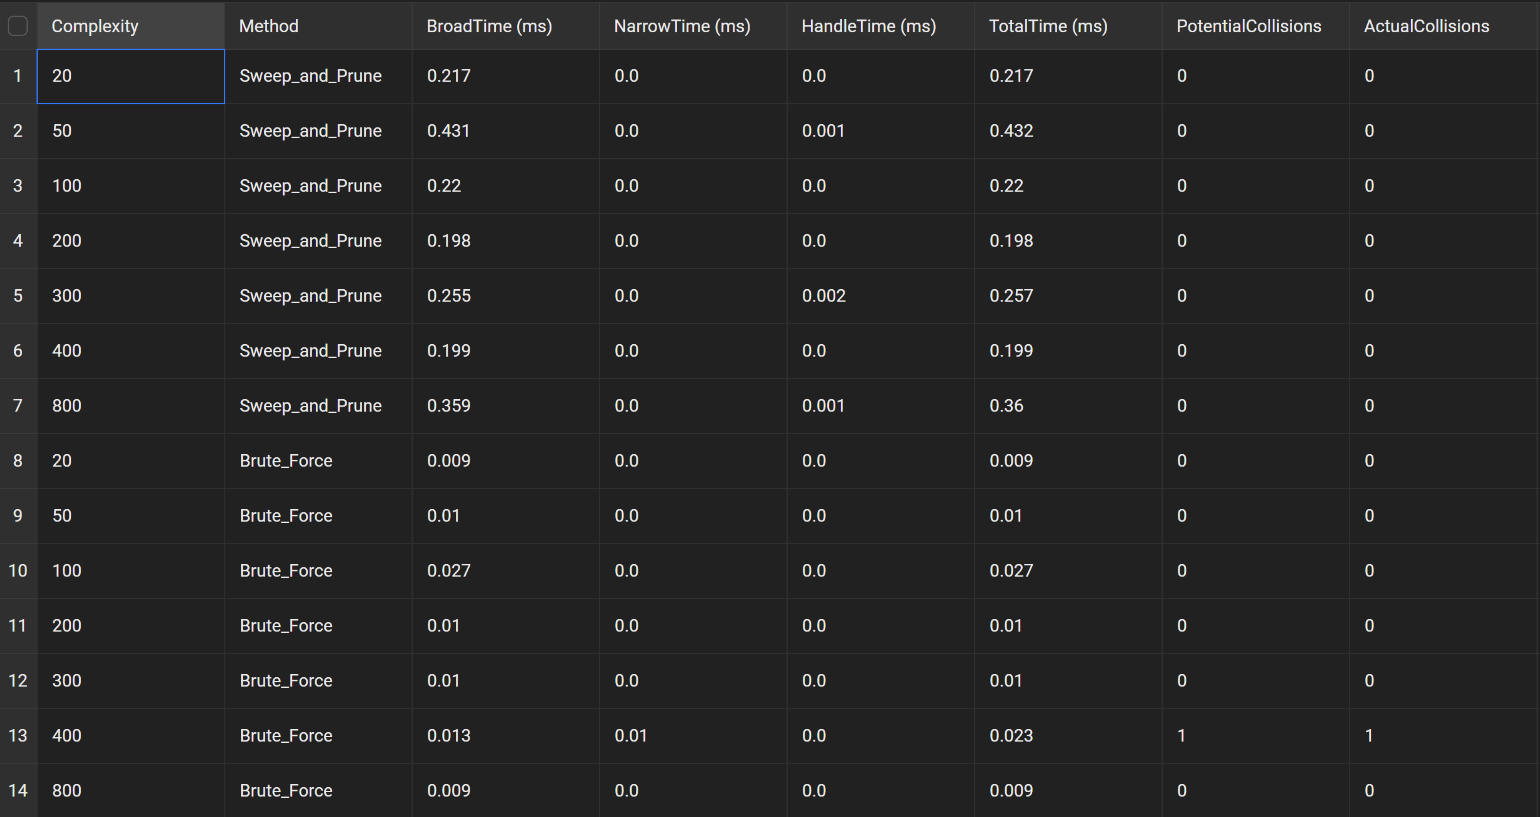 Complexity Method BroadTime (ms) NarrowTime (ms) HandleTime (ms) TotalTime (ms) PotentialCollisions ActualCollisions
1 20 Sweep_and_Prune 0.217 0.0 0.0 0.217 0 0
2 50 Sweep_and_Prune 0.431 0.0 0.001 0.432 0 0
3 100 Sweep_and_Prune 0.22 0.0 0.0 0.22 0 0
4 200 Sweep_and_Prune 0.198 0.0 0.0 0.198 0 0
5 300 Sweep_and_Prune 0.255 0.0 0.002 0.257 0 0
6 400 Sweep_and_Prune 0.199 0.0 0.0 0.199 0 0
7 800 Sweep_and_Prune 0.359 0.0 0.001 0.36 0 0
8 20 Brute_Force 0.009 0.0 0.0 0.009 0 0
9 50 Brute_Force 0.01 0.0 0.0 0.01 0 0
10 100 Brute_Force 0.027 0.0 0.0 0.027 0 0
11 200 Brute_Force 0.01 0.0 0.0 0.01 0 0
12 300 Brute_Force 0.01 0.0 0.0 0.01 0 0
13 400 Brute_Force 0.013 0.01 0.0 0.023 1 1
14 800 Brute_Force 0.009 0.0 0.0 0.009 0 0